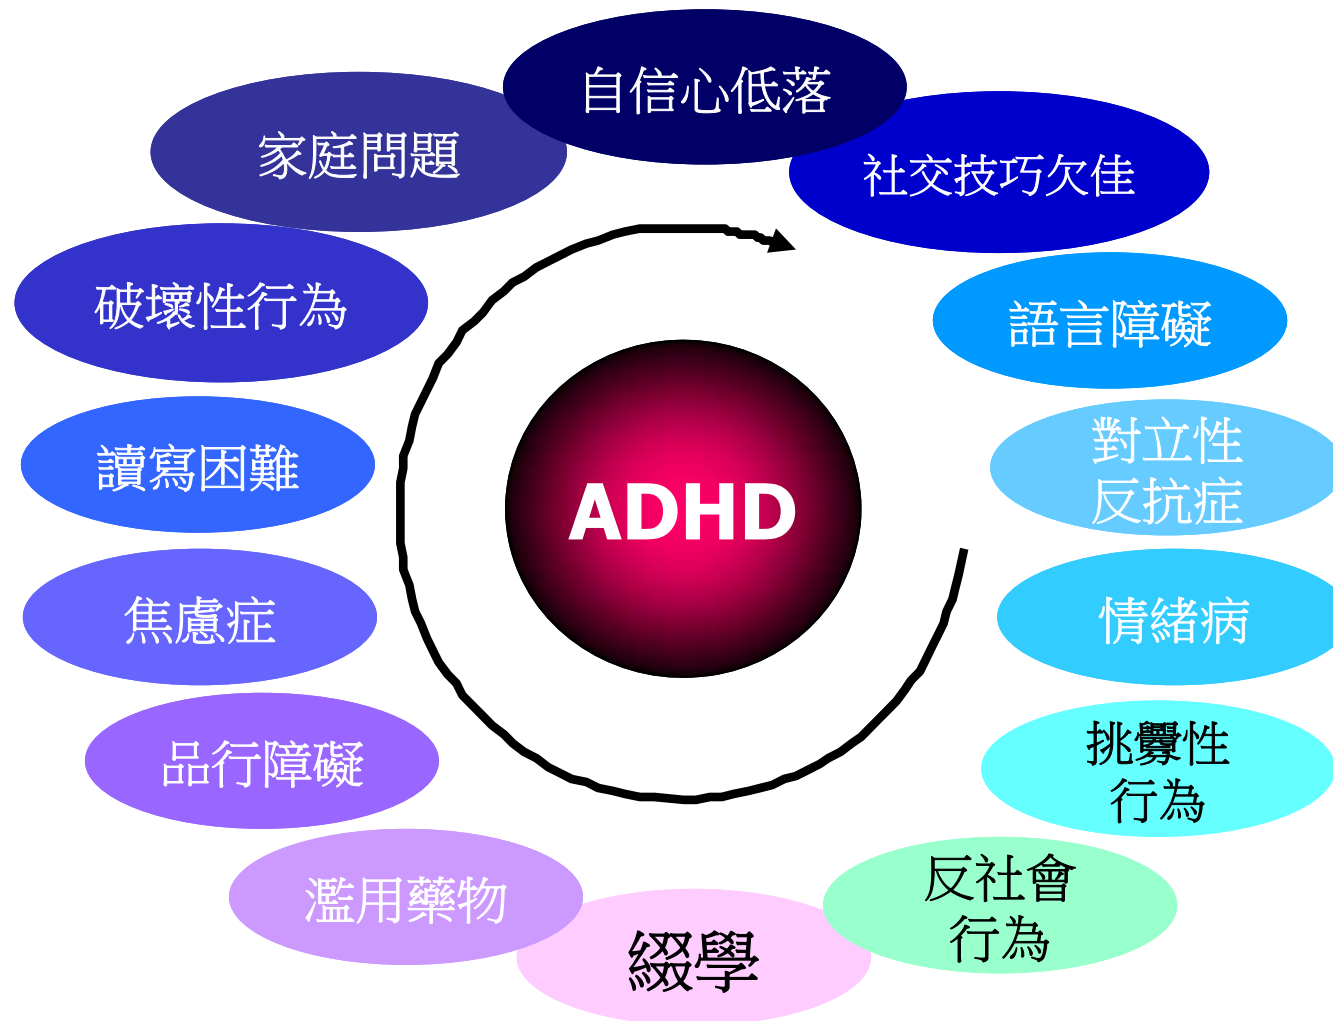 自信心低落
社交技巧欠佳
語言障礙
對立性
反抗症
情緒病
挑釁性
行為
反社會
行為
綴學
濫用藥物
品行障礙
焦慮症
讀寫困難
破壞性行為
家庭問題
ADHD